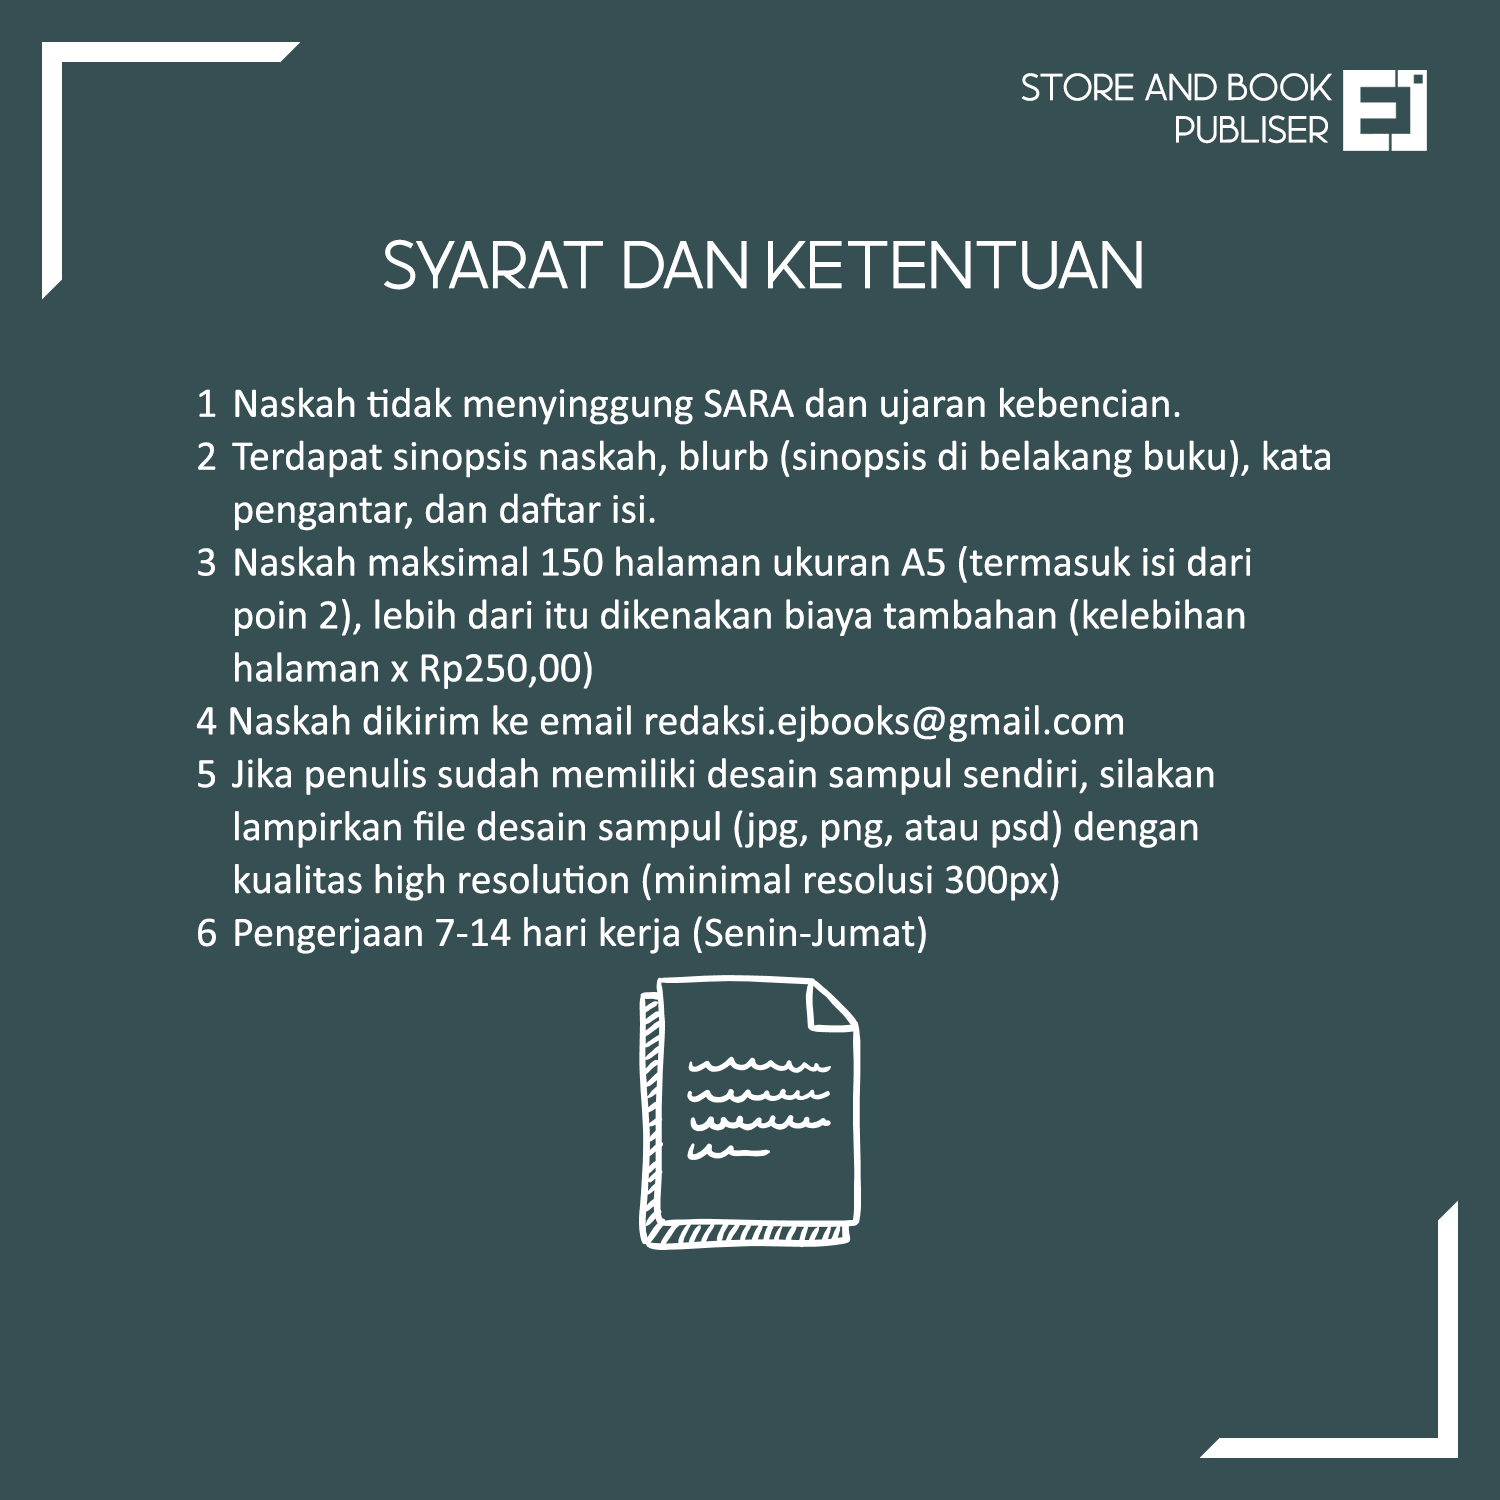 STORE AND BOOK
PUBLISER
EJ
SYARAT DAN KETENTUAN
1 Naskah tidak menyinggung SARA dan ujaran kebencian.
2 Terdapat sinopsis naskah, blurb (sinopsis di belakang buku), kata
pengantar, dan daftar isi.
3 Naskah maksimal 150 halaman ukuran A5 (termasuk isi dari
poin 2), lebih dari itu dikenakan biaya tambahan (kelebihan
halaman x Rp250,00)
4 Naskah dikirim ke email redaksi.ejbooks@gmail.com
5 Jika penulis sudah memiliki desain sampul sendiri, silakan
lampirkan file desain sampul (jpg, png, atau psd) dengan
kualitas high resolution (minimal resolusi 300px)
6 Pengerjaan 7-14 hari kerja (Senin-Jumat)